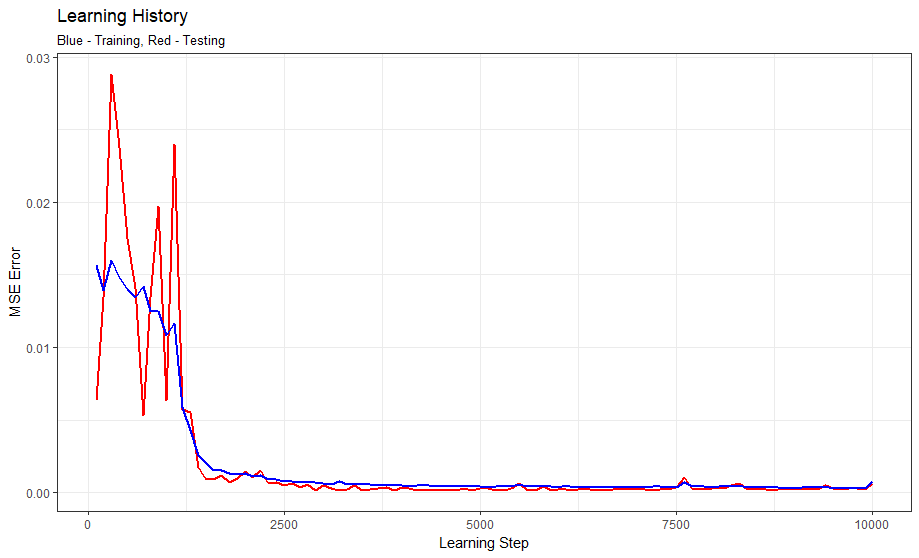 Learning History
Blue - Training, Red - Testing
0.03
0.02
0.01
0.00
MSE Error
0 2500 5000 7500 10000
Learning Step